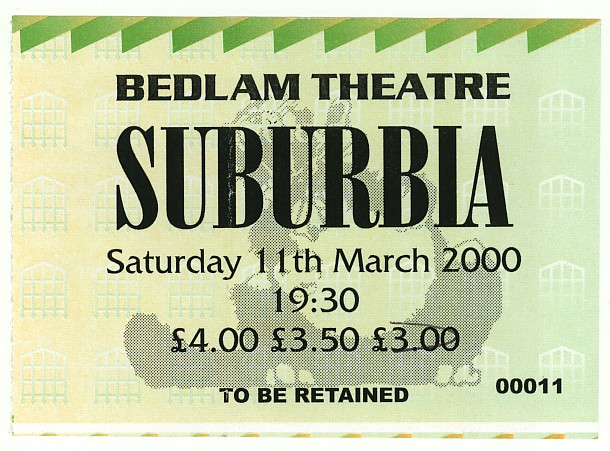 BEDLAM THEATRE
SUBURBIA
Saturday 11th March 2000
19:30
£4.00 £3.50 £3.00
TO BE RETAINED
00011